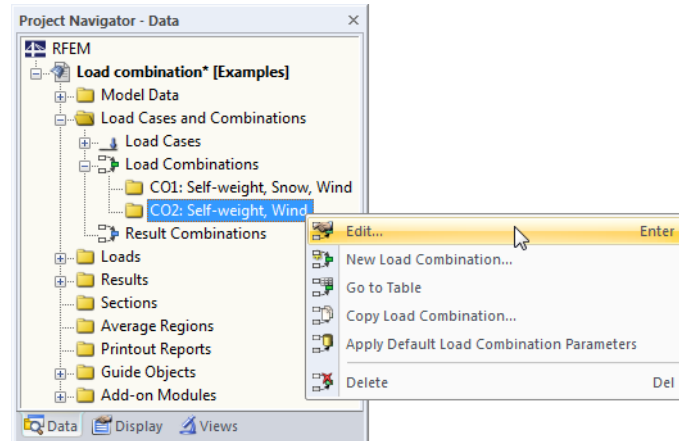 Project Navigator - Data
RFEM
Load combination* [Examples]
Model Data
Load Cases and Combinations
Load Cases
Load Combinations
CO1: Self-weight, Snow, Wind
CO2: Self-weight, Wind
Result Combinations
Loads
Results
Sections
Average Regions
Printout Reports
Guide Objects
Add-on Modules
Data Display Views
Edit... Enter
New Load Combination...
Go to Table
Copy Load Combination...
Apply Default Load Combination Parameters
Delete Del